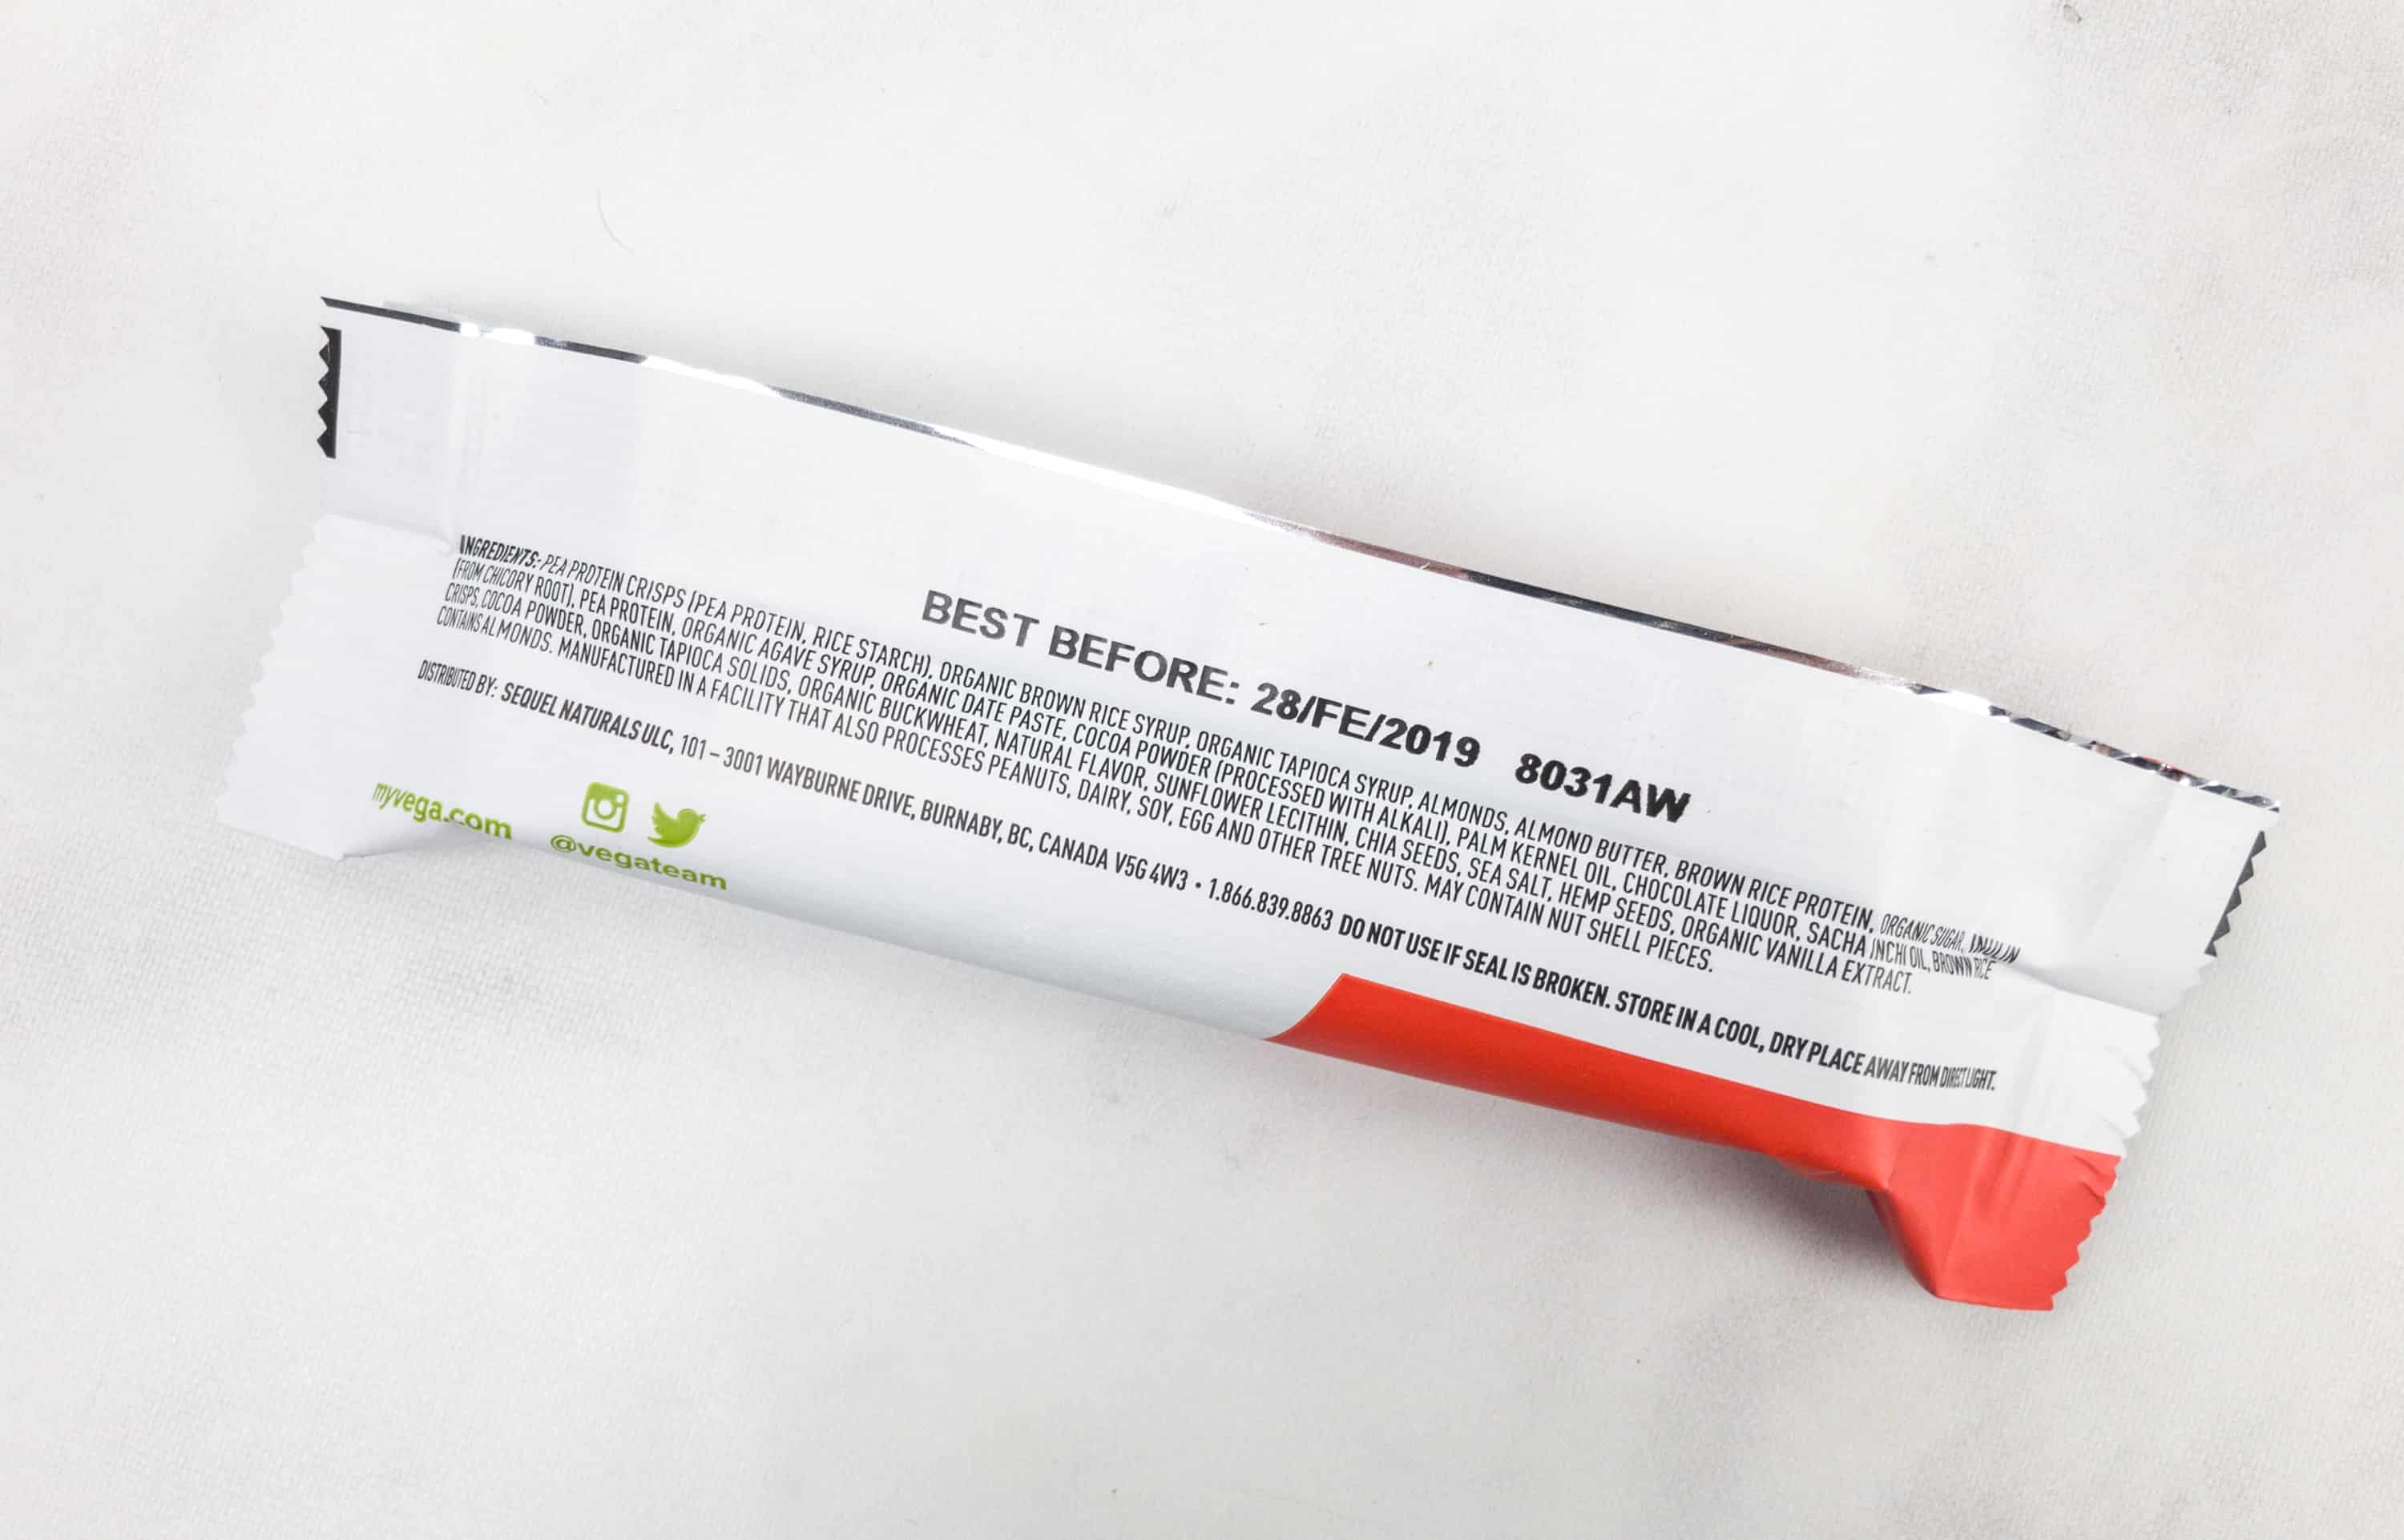 BEST BEFORE: 28/FE/2019 8031AW
INGREDIENTS: PEA PROTEIN CRISPS (PEA PROTEIN, RICE STARCH), ORGANIC BROWN RICE SYRUP, ORGANIC TAPIOCA SYRUP, ALMONDS, ALMOND BUTTER, BROWN RICE PROTEIN, ORGANIC SUGAR, INULIN
(FROM CHICORY ROOT), PEA PROTEIN, ORGANIC AGAVE SYRUP, ORGANIC DATE PASTE, COCOA POWDER (PROCESSED WITH ALKALI), PALM KERNEL OIL, CHOCOLATE LIQUOR, SACHA INCHI OIL, BROWN RICE
CRISPS, COCOA POWDER, ORGANIC TAPIOCA SOLIDS, ORGANIC BUCKWHEAT, NATURAL FLAVOR, SUNFLOWER LECITHIN, CHIA SEEDS, SEA SALT, HEMP SEEDS, ORGANIC VANILLA EXTRACT.
CONTAINS ALMONDS. MANUFACTURED IN A FACILITY THAT ALSO PROCESSES PEANUTS, DAIRY, SOY, EGG AND OTHER TREE NUTS. MAY CONTAIN NUT SHELL PIECES.
DISTRIBUTED BY: SEQUEL NATURALS ULC, 101 – 3001 WAYBURNE DRIVE, BURNABY, BC, CANADA V5G 4W3 • 1.866.839.8863 DO NOT USE IF SEAL IS BROKEN. STORE IN A COOL, DRY PLACE AWAY FROM DIRECT LIGHT.
myvega.com
@vegateam